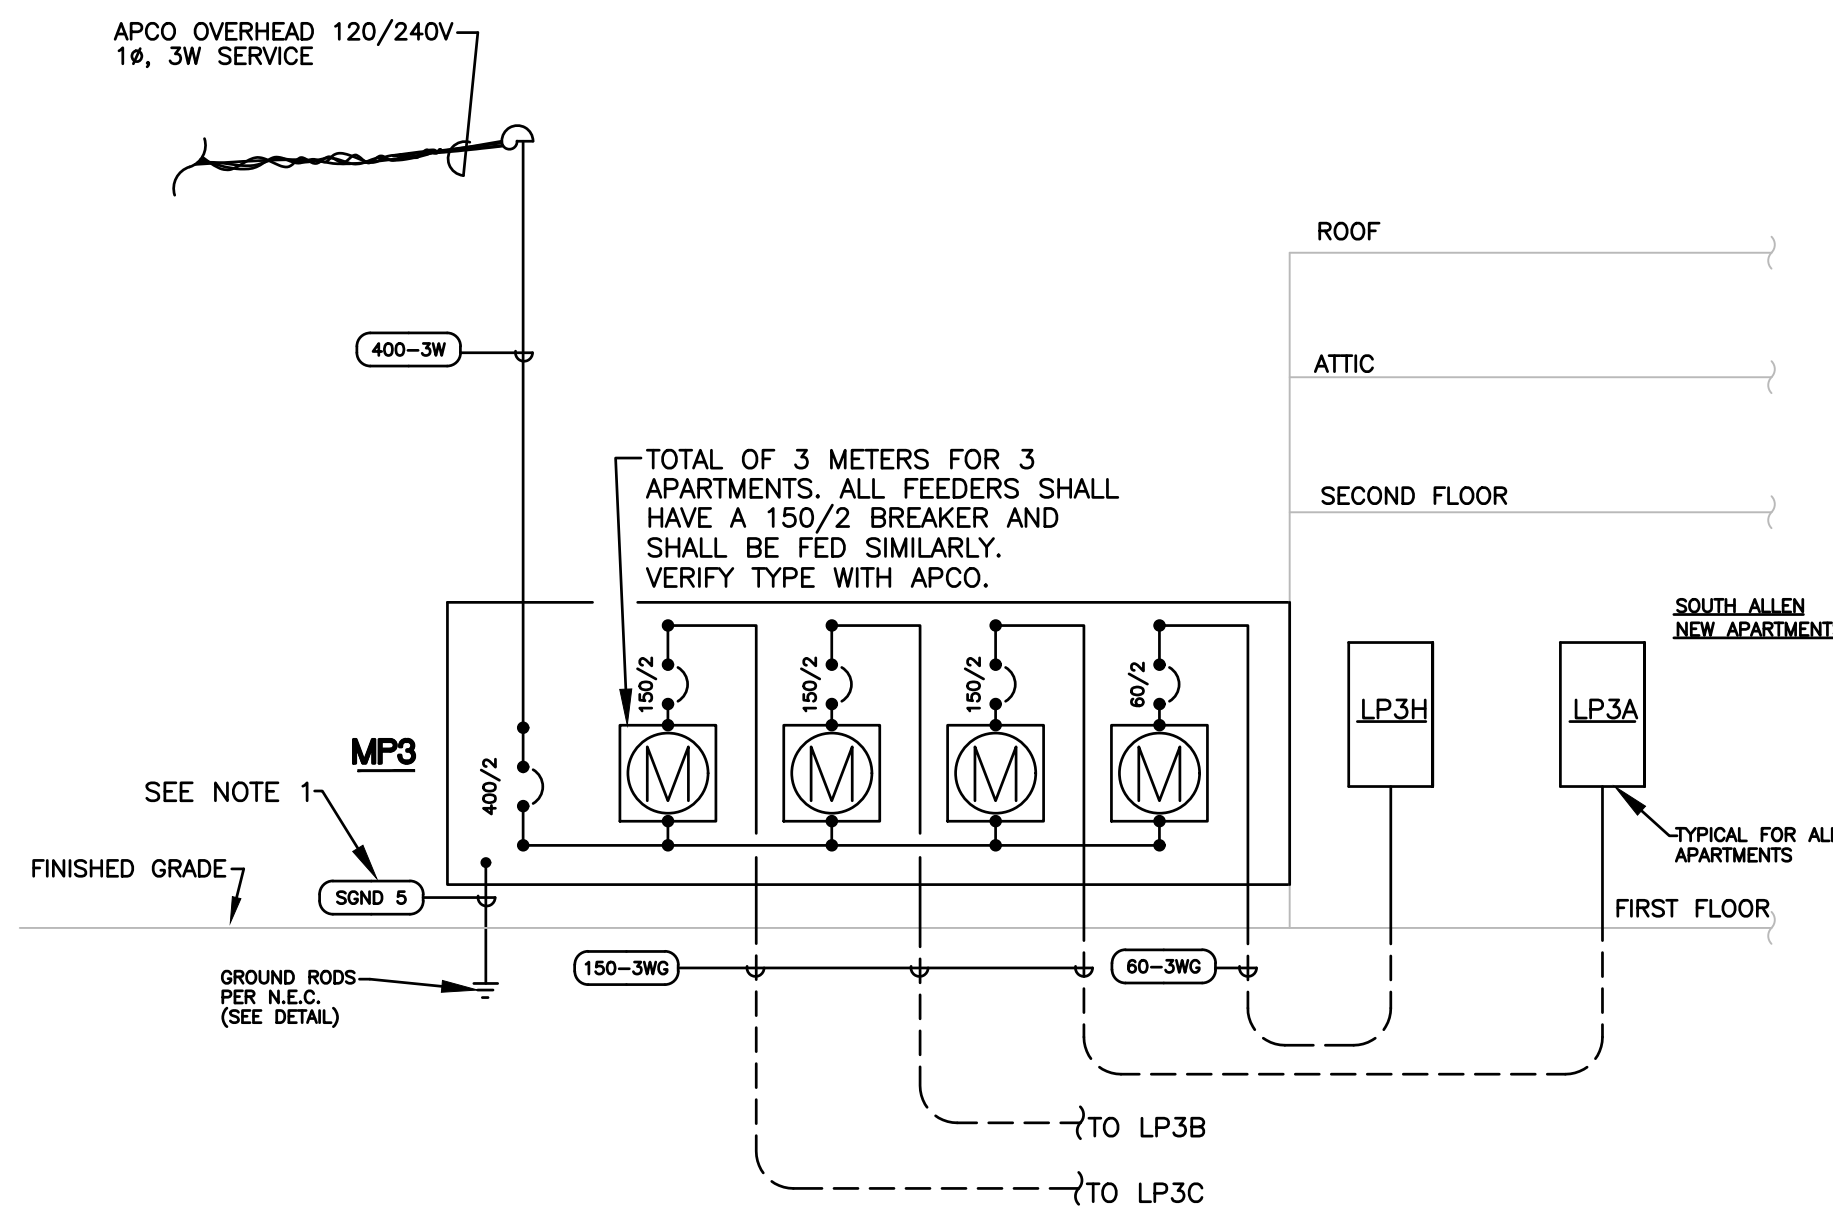 APCO OVERHEAD 120/240V
1ø, 3W SERVICE
ROOF
400-3W
ATTIC
TOTAL OF 3 METERS FOR 3
APARTMENTS. ALL FEEDERS SHALL
HAVE A 150/2 BREAKER AND
SHALL BE FED SIMILARLY.
VERIFY TYPE WITH APCO.
SECOND FLOOR
SOUTH ALLEN
NEW APARTMENT
150/2
150/2
150/2
60/2
LP3H
LP3A
MP3
400/2
M
M
M
M
SEE NOTE 1
TYPICAL FOR ALL
APARTMENTS
FINISHED GRADE
SGND 5
FIRST FLOOR
150-3WG
60-3WG
GROUND RODS
PER N.E.C.
(SEE DETAIL)
TO LP3B
TO LP3C